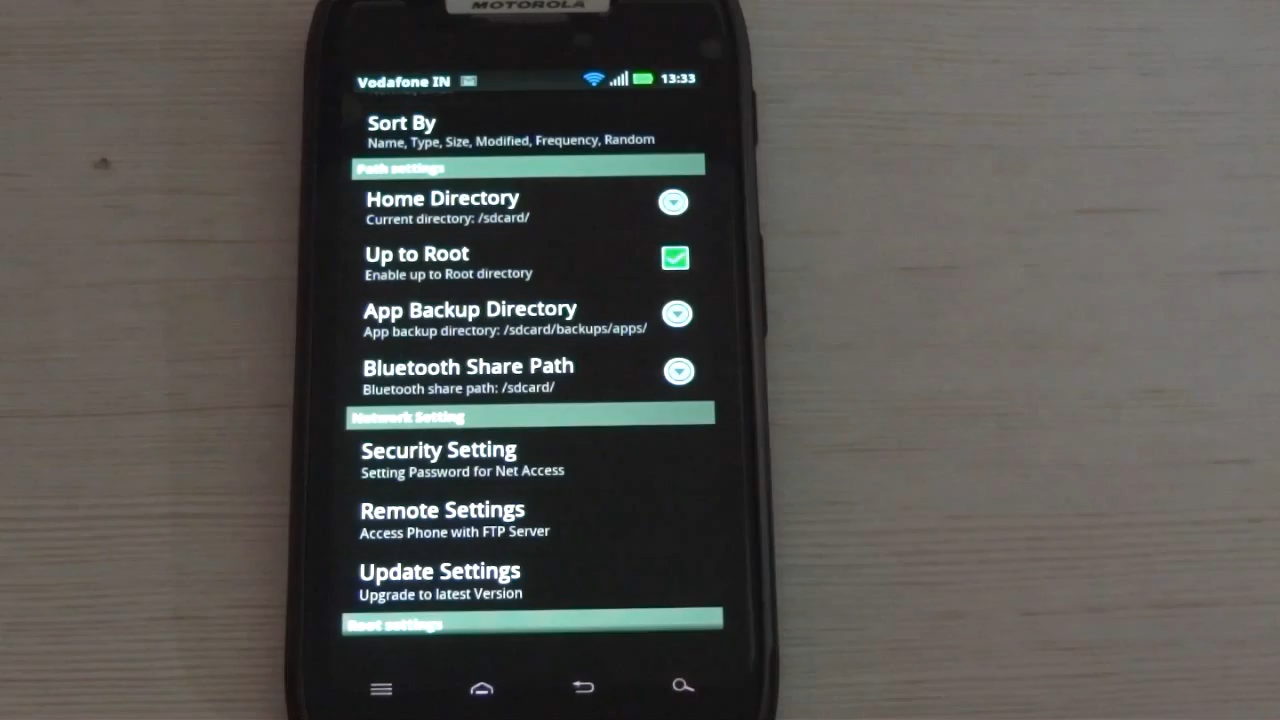 MOTOROLA
Vodafone IN 13:33
Sort By
Name, Type, Size, Modified, Frequency, Random
Path settings
Home Directory
Current directory: /sdcard/
Up to Root
Enable up to Root directory
App Backup Directory
App backup directory: /sdcard/backups/apps/
Bluetooth Share Path
Bluetooth share path: /sdcard/
Network Setting
Security Setting
Setting Password for Net Access
Remote Settings
Access Phone with FTP Server
Update Settings
Upgrade to latest Version
Root settings